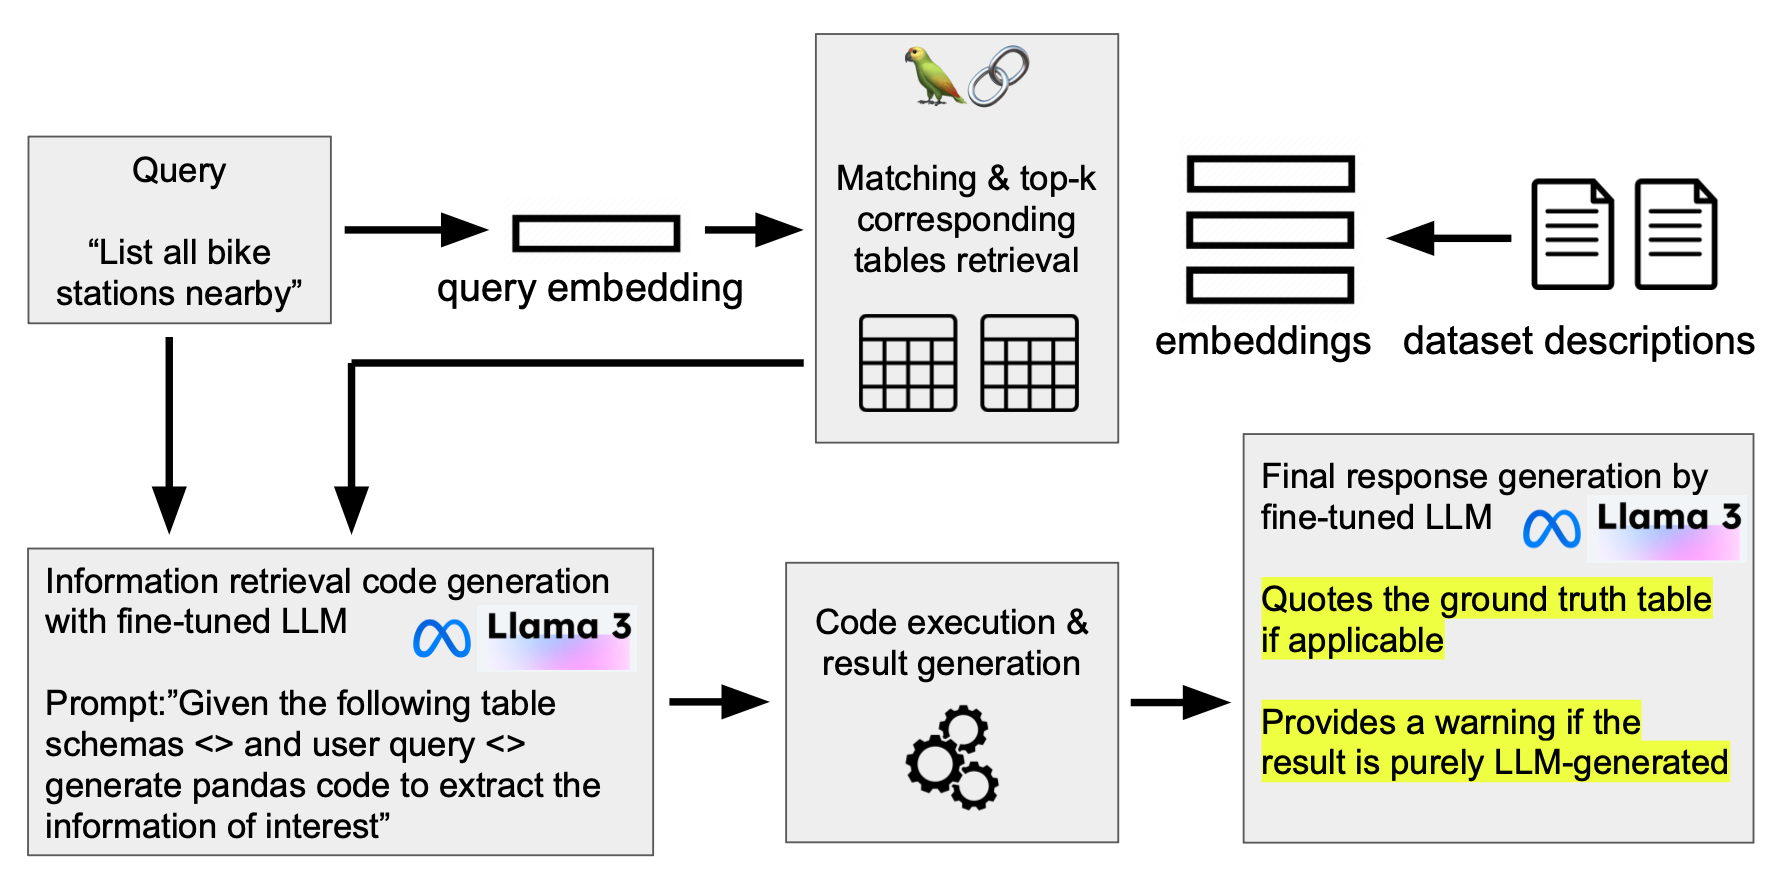 Query
“List all bike
stations nearby”
query embedding
Matching & top-k
corresponding
tables retrieval
embeddings
dataset descriptions
Information retrieval code generation
with fine-tuned LLM
Llama 3
Prompt:”Given the following table
schemas <> and user query <>
generate pandas code to extract the
information of interest”
Code execution &
result generation
Final response generation by
fine-tuned LLM
Llama 3
Quotes the ground truth table
if applicable
Provides a warning if the
result is purely LLM-generated